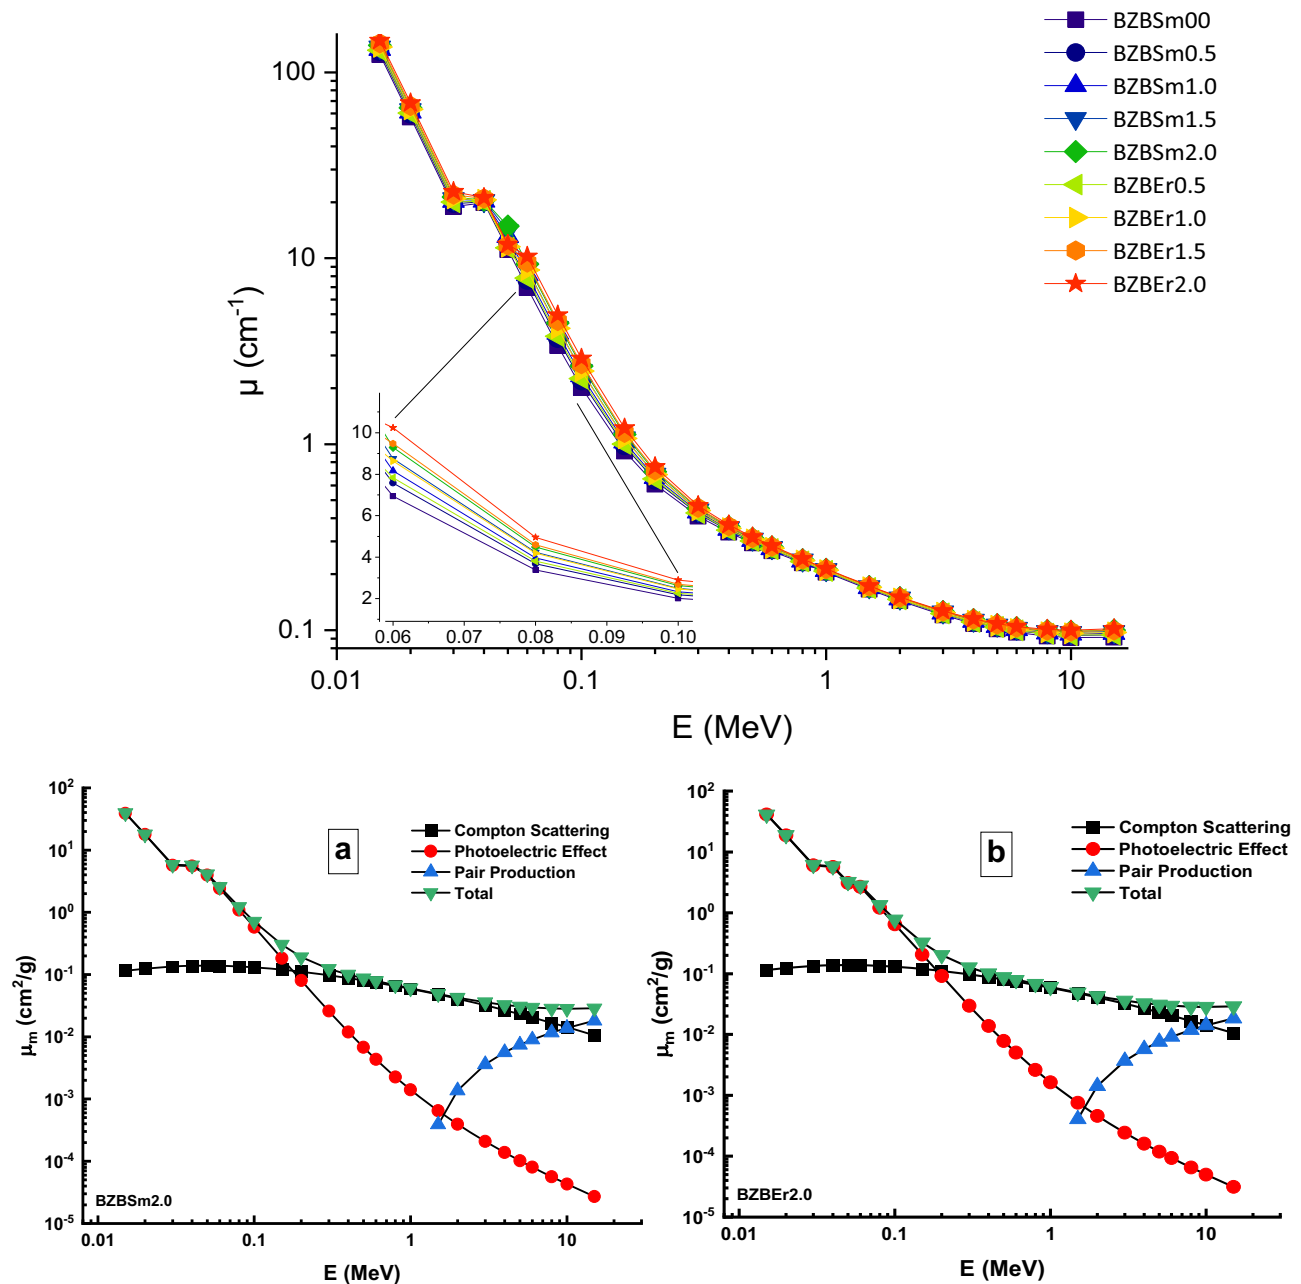 BZBSm00
BZBSm0.5
BZBSm1.0
BZBSm1.5
BZBSm2.0
BZBEr0.5
BZBEr1.0
BZBEr1.5
BZBEr2.0
100
10
1
0.1
μ (cm⁻¹)
10
8
6
4
2
0.06 0.07 0.08 0.09 0.10
0.01 0.1 1 10
E (MeV)
10²
10¹
10⁰
10⁻¹
10⁻²
10⁻³
10⁻⁴
10⁻⁵
μₘ (cm²/g)
a
Compton Scattering
Photoelectric Effect
Pair Production
Total
BZBSm2.0
0.01 0.1 1 10
E (MeV)
10²
10¹
10⁰
10⁻¹
10⁻²
10⁻³
10⁻⁴
10⁻⁵
μₘ (cm²/g)
b
Compton Scattering
Photoelectric Effect
Pair Production
Total
BZBEr2.0
0.01 0.1 1 10
E (MeV)